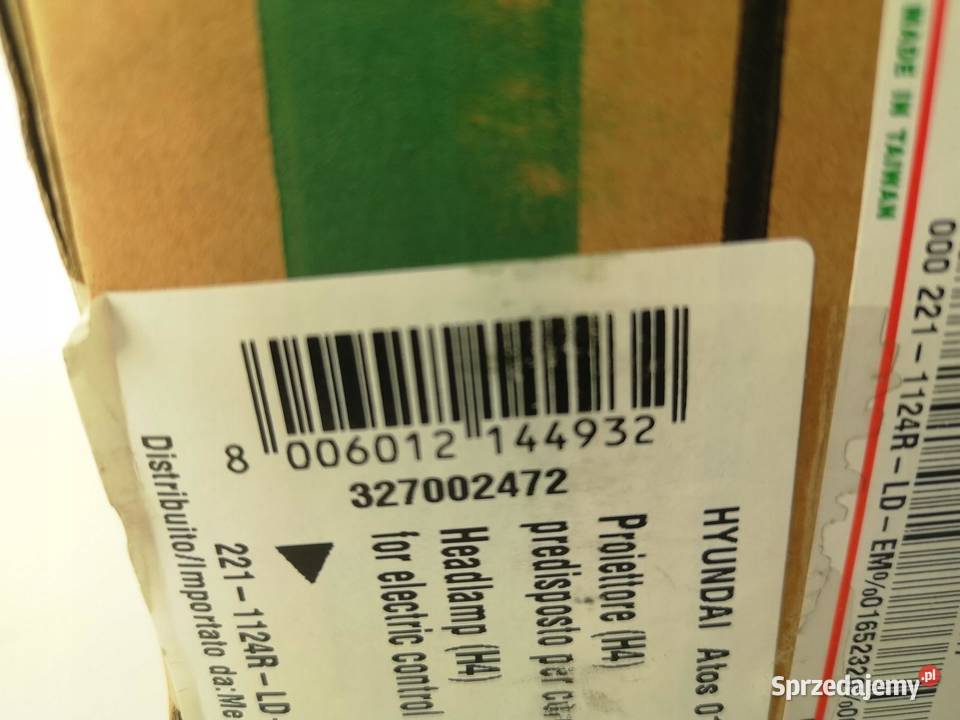 MADE IN TAIWAN
000 221-1124R-LD-EM%0165232
8 006012 144932
327002472
HYUNDAI Atos
Proiettore (H4)
predisposto per
Headlamp (H4)
for electric control
221-1124R-LD
Distribuito/Importato da:
Sprzedajemy.pl